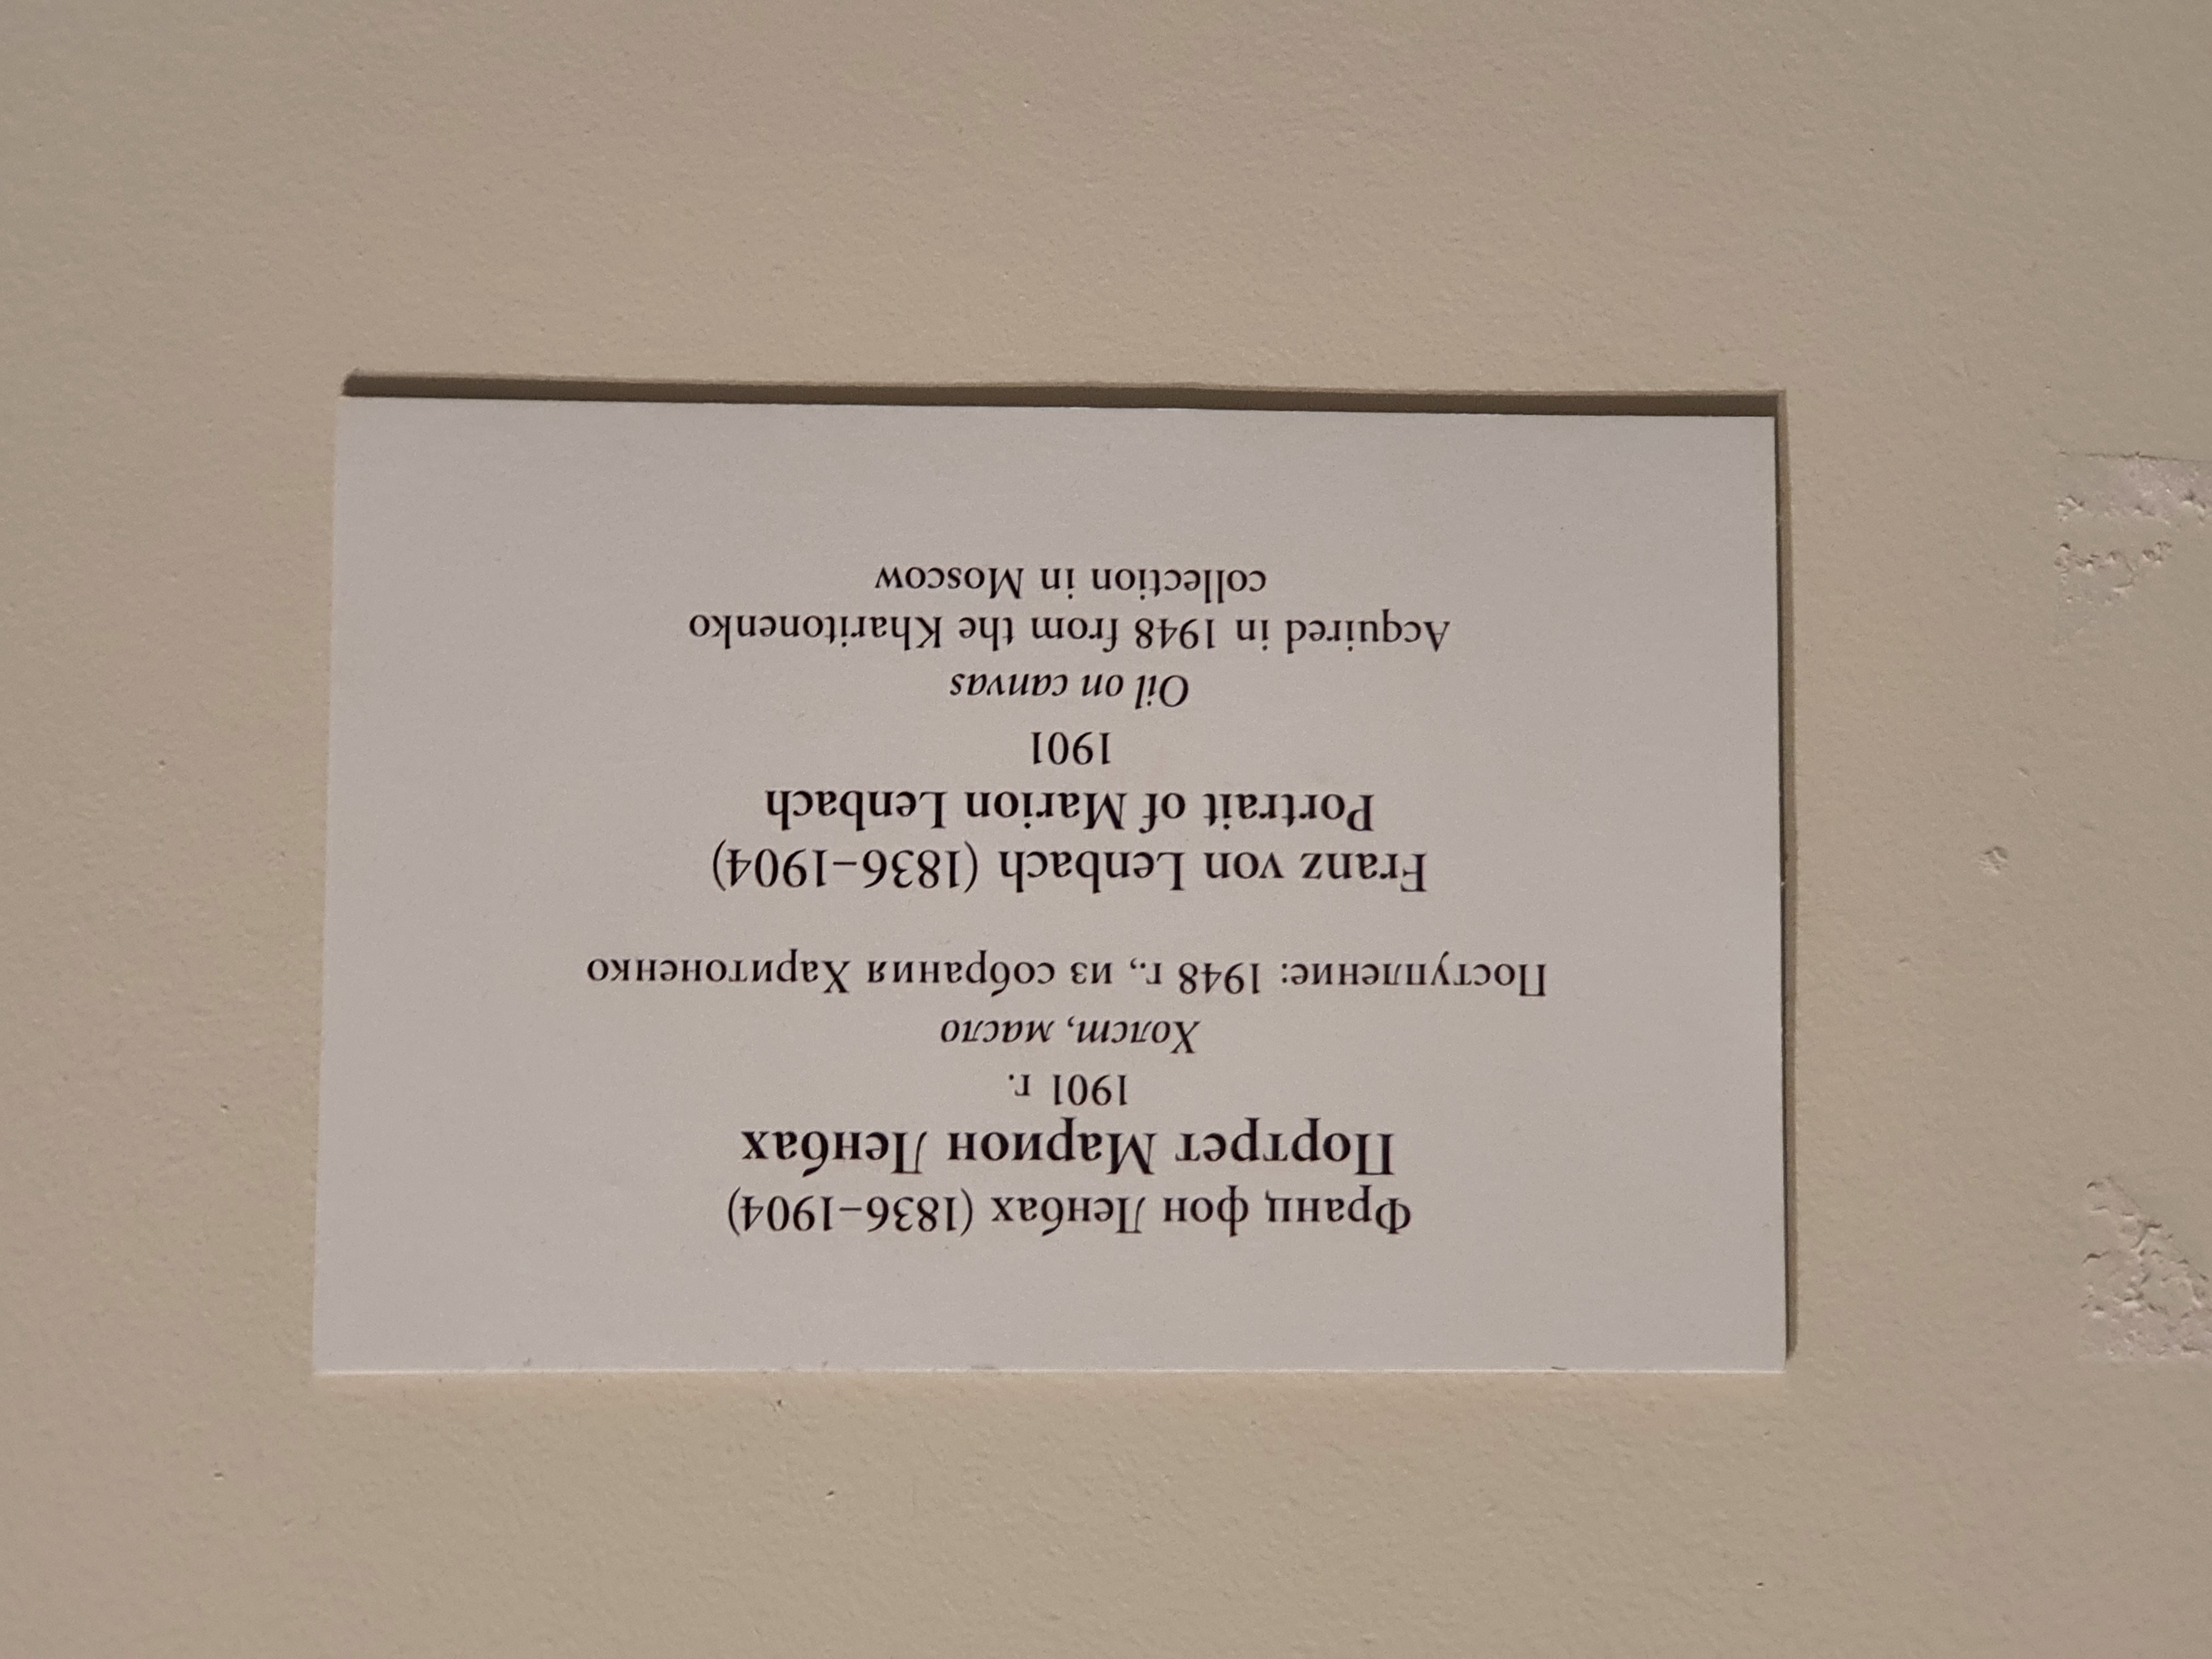 Франц фон Ленбах (1836–1904)
Портрет Марион Ленбах
1901 г.
Холст, масло
Поступление: 1948 г., из собрания Харитоненко
Franz von Lenbach (1836–1904)
Portrait of Marion Lenbach
1901
Oil on canvas
Acquired in 1948 from the Kharitonenko
collection in Moscow